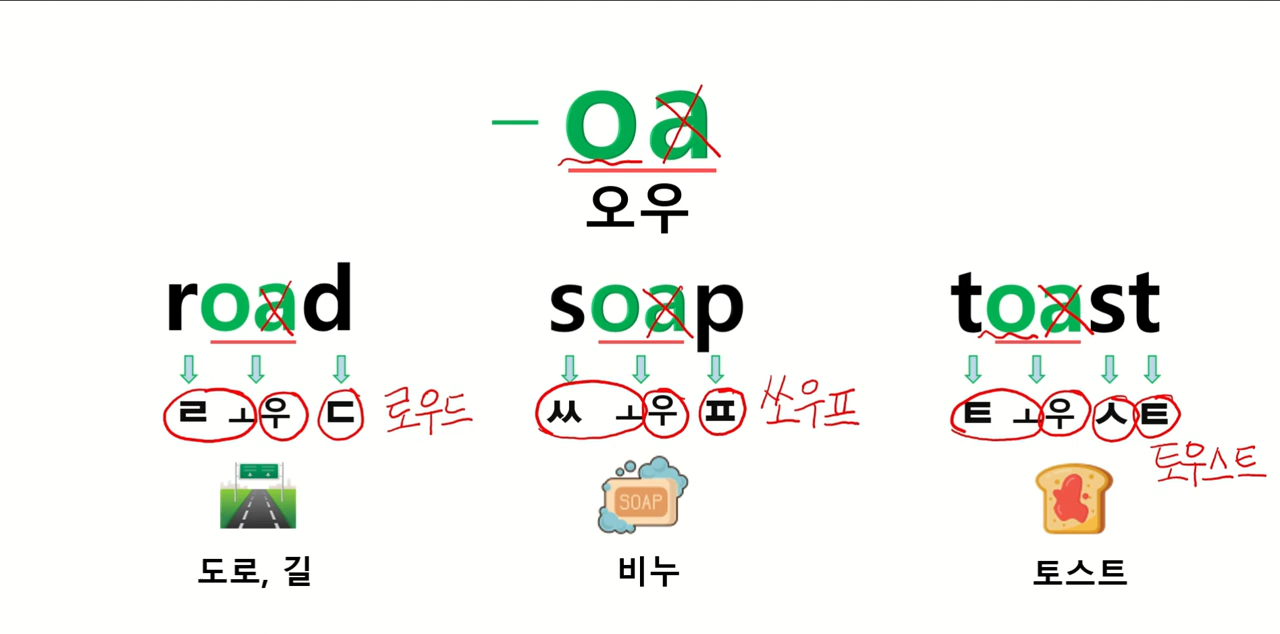 - oa
오우
road soap toast
ㄹ ㅗ우 ㄷ 로우드 ㅆ ㅗ우 ㅍ 쏘우프 ㅌ ㅗ우 ㅅ ㅌ
토우스트
SOAP
도로, 길 비누 토스트